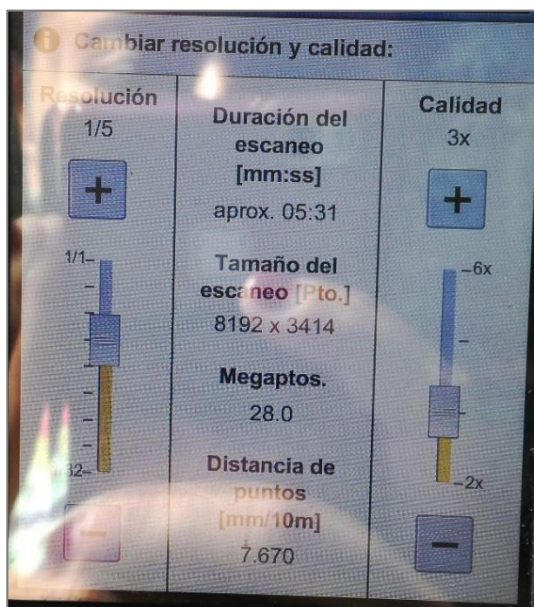 Cambiar resolución y calidad:
Resolución
1/5
+
1/1
32
Duración del
escaneo
[mm:ss]
aprox. 05:31
Tamaño del
escaneo [Pto.]
8192 x 3414
Megaptos.
28.0
Distancia de
puntos
[mm/10m]
7.670
Calidad
3x
+
6x
2x